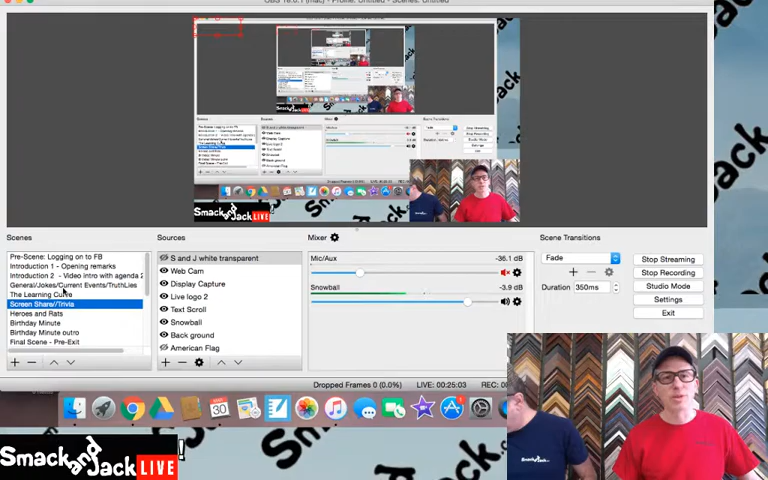 OBS 18.0.1 (mac) - Profile: Untitled - Scenes: Untitled
Scenes
Sources
Mixer
Scene Transitions
Pre-Scene: Logging on to FB
Introduction 1 - Opening remarks
Introduction 2 - Video intro with agenda 2
General/Jokes/Current Events/TruthLies
The Learning Curve
Screen Share//Trivia
Heroes and Rats
Birthday Minute
Birthday Minute outro
Final Scene - Pre-Exit
S and J white transparent
Web Cam
Display Capture
Live logo 2
Text Scroll
Snowball
Back ground
American Flag
Mic/Aux
-36.1 dB
Snowball
-3.9 dB
Fade
Duration
350ms
Stop Streaming
Stop Recording
Studio Mode
Settings
Exit
Dropped Frames 0 (0.0%)
LIVE: 00:25:03
REC:
30
Smack and Jack LIVE !
Smack and Jack LIVE